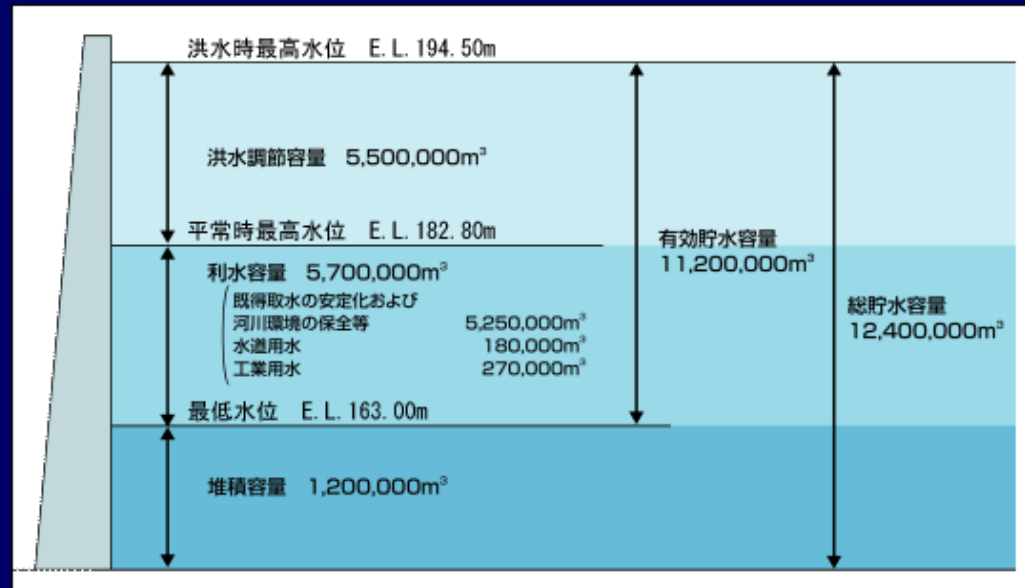 洪水時最高水位 E.L.194.50m
洪水調節容量 5,500,000m³
平常時最高水位 E.L.182.80m
有効貯水容量
11,200,000m³
利水容量 5,700,000m³
既得取水の安定化および
河川環境の保全等 5,250,000m³
水道用水 180,000m³
工業用水 270,000m³
総貯水容量
12,400,000m³
最低水位 E.L.163.00m
堆積容量 1,200,000m³